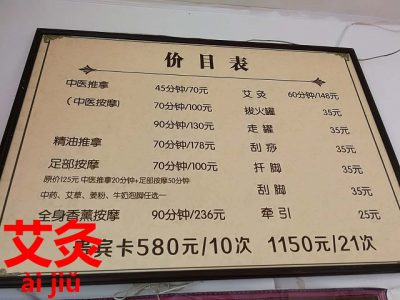 价目表
中医推拿 45分钟/70元
(中医按摩) 70分钟/100元
90分钟/130元
精油推拿 70分钟/178元
足部按摩 70分钟/100元
原价125元 中医推拿20分钟+足部按摩50分钟
中药、艾草、姜粉、牛奶泡脚任选一
全身香薰按摩 90分钟/236元
艾灸 60分钟/148元
拔火罐 35元
走罐 35元
刮痧 35元
扦脚 35元
刮脚 35元
牵引 25元
宾卡580元/10次 1150元/21次
艾灸
ài jiǔ